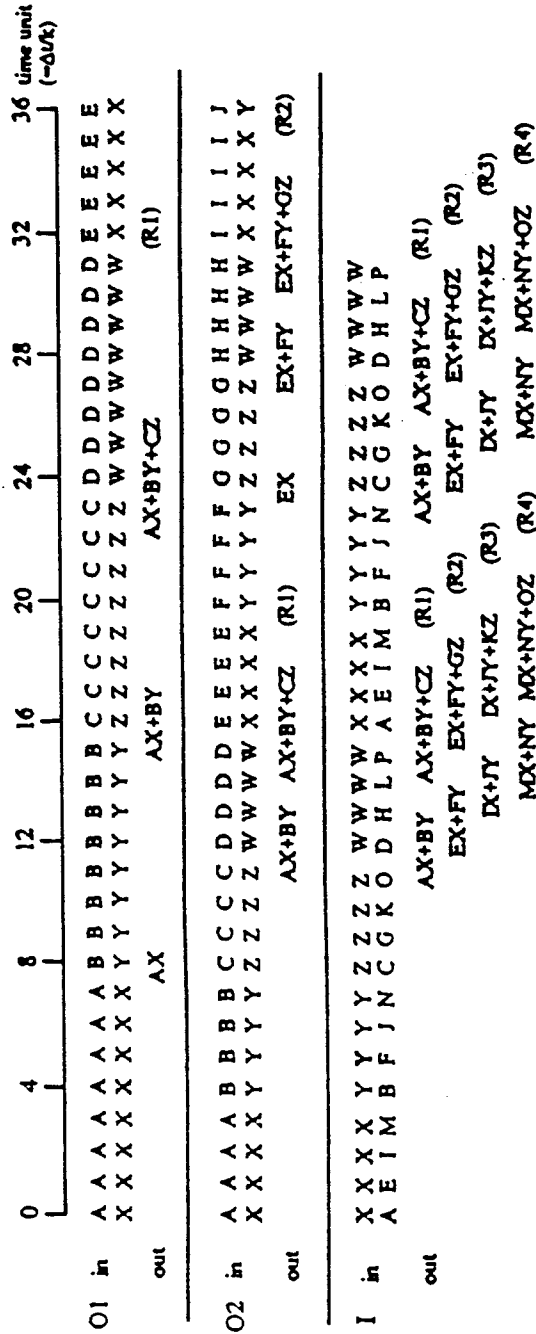 0 4 8 12 16 20 24 28 32 36 time unit
(-Δt/k)
O1 in A A A A A A A A B B B B B B B B C C C C C C C C D D D D D D D D E E E E E
X X X X X X X X Y Y Y Y Y Y Y Y Z Z Z Z Z Z Z Z W W W W W W W W X X X X X
out AX AX+BY AX+BY+CZ (R1)
O2 in A A A A B B B B C C C C D D D D E E E E F F F F G G G G H H H H I I I I J
X X X X Y Y Y Y Z Z Z Z W W W W X X X X Y Y Y Y Z Z Z Z W W W W X X X X Y
out AX+BY AX+BY+CZ (R1) EX EX+FY EX+FY+GZ (R2)
I in X X X X Y Y Y Y Z Z Z Z W W W W X X X X Y Y Y Y Z Z Z Z W W W W
A E I M B F J N C G K O D H L P A E I M B F J N C G K O D H L P
out AX+BY AX+BY+CZ (R1) AX+BY AX+BY+CZ (R1)
EX+FY EX+FY+GZ (R2) EX+FY EX+FY+GZ (R2)
IX+JY IX+JY+KZ (R3) IX+JY IX+JY+KZ (R3)
MX+NY MX+NY+OZ (R4) MX+NY MX+NY+OZ (R4)